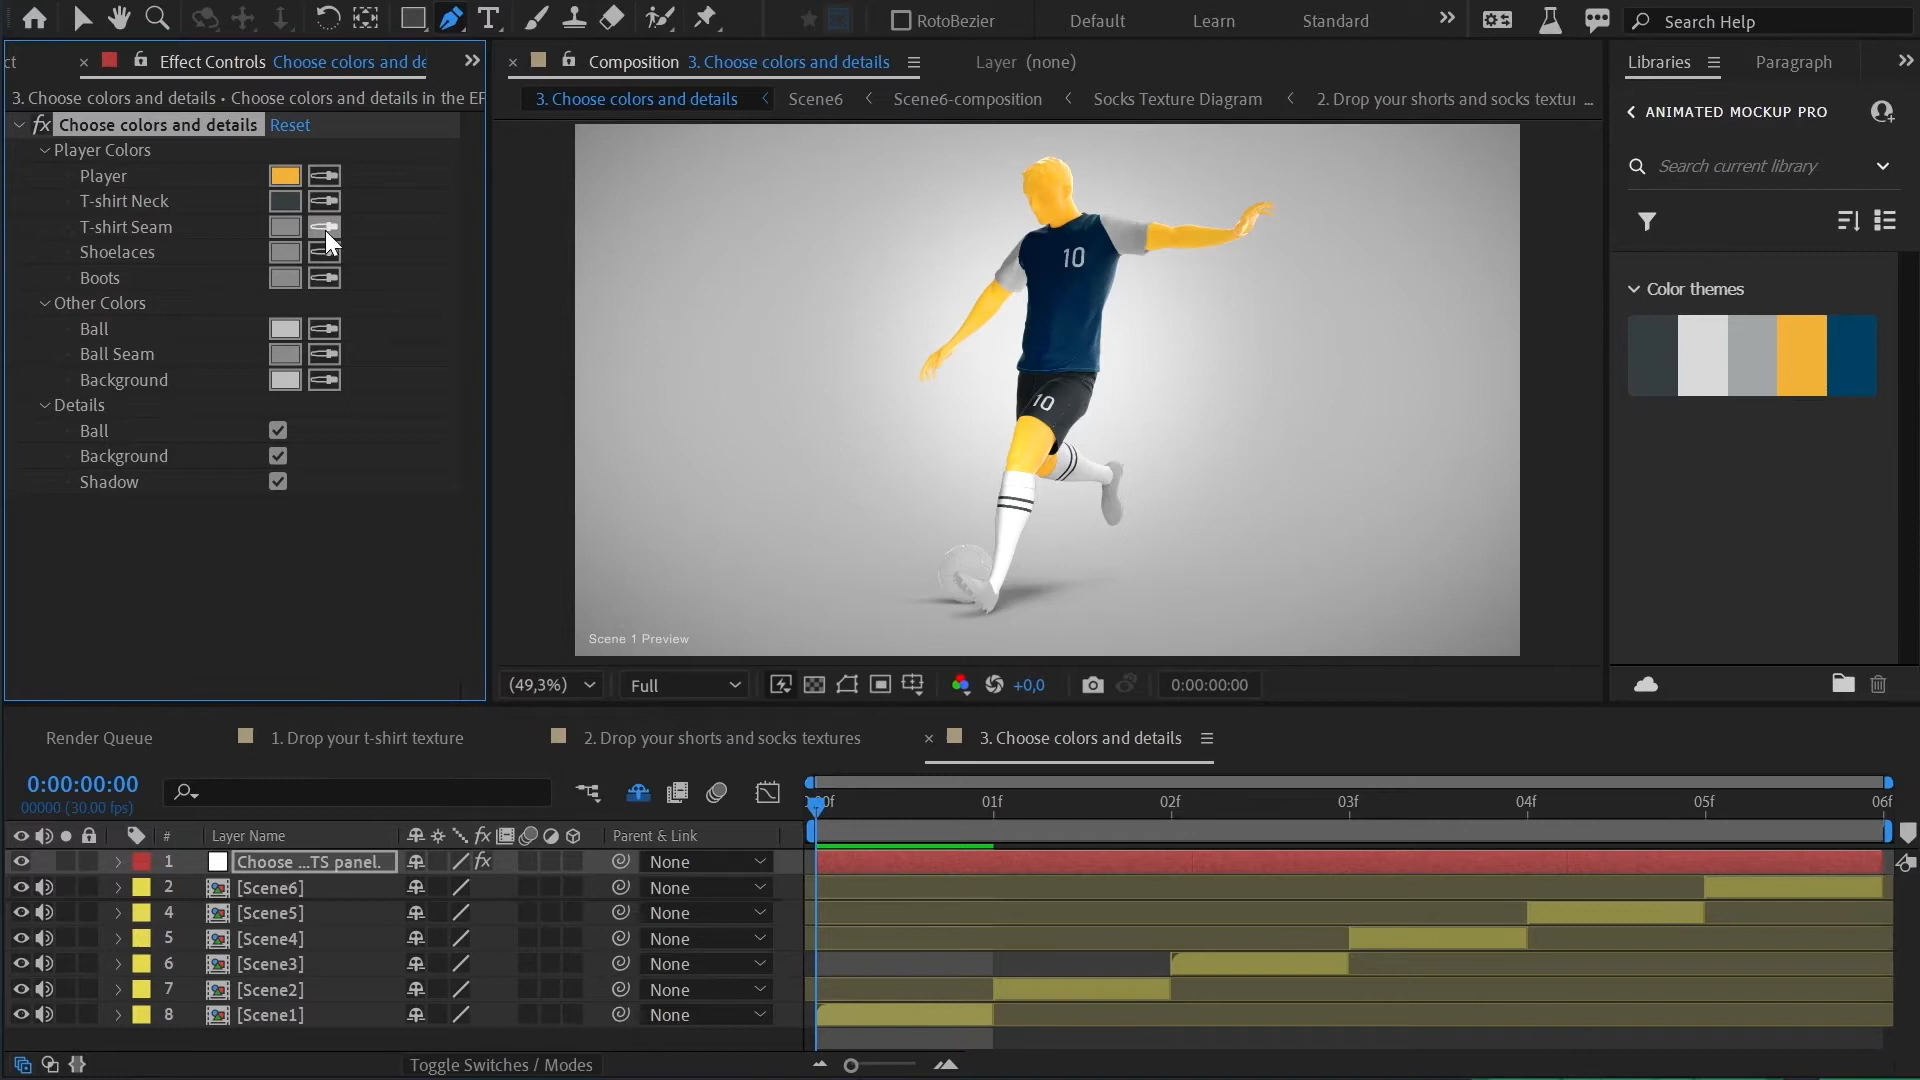 RotoBezier
Default
Learn
Standard
Search Help
ct
Effect Controls Choose colors and de
Composition 3. Choose colors and details
Layer (none)
Libraries
Paragraph
3. Choose colors and details • Choose colors and details in the EF
3. Choose colors and details
Scene6
Scene6-composition
Socks Texture Diagram
2. Drop your shorts and socks textui ...
ANIMATED MOCKUP PRO
fx Choose colors and details Reset
Player Colors
Player
T-shirt Neck
T-shirt Seam
Shoelaces
Boots
Other Colors
Ball
Ball Seam
Background
Details
Ball
Background
Shadow
10
10
Scene 1 Preview
Search current library
Color themes
(49,3%)
Full
+0,0
0:00:00:00
Render Queue
1. Drop your t-shirt texture
2. Drop your shorts and socks textures
3. Choose colors and details
0:00:00:00
00000 (30.00 fps)
:00f
01f
02f
03f
04f
05f
06f
#
Layer Name
fx
Parent & Link
1 Choose ...TS panel. fx None
2 [Scene6] None
4 [Scene5] None
5 [Scene4] None
6 [Scene3] None
7 [Scene2] None
8 [Scene1] None
Toggle Switches / Modes